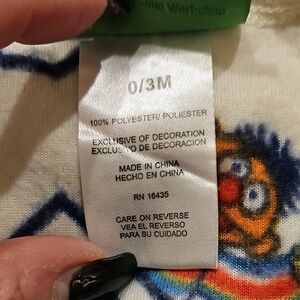 Workshop
0/3M
100% POLYESTER/ POLIESTER
EXCLUSIVE OF DECORATION
EXCLUSIVO DE DECORACION
MADE IN CHINA
HECHO EN CHINA
RN 16435
CARE ON REVERSE
VEA EL REVERSO
PARA SU CUIDADO